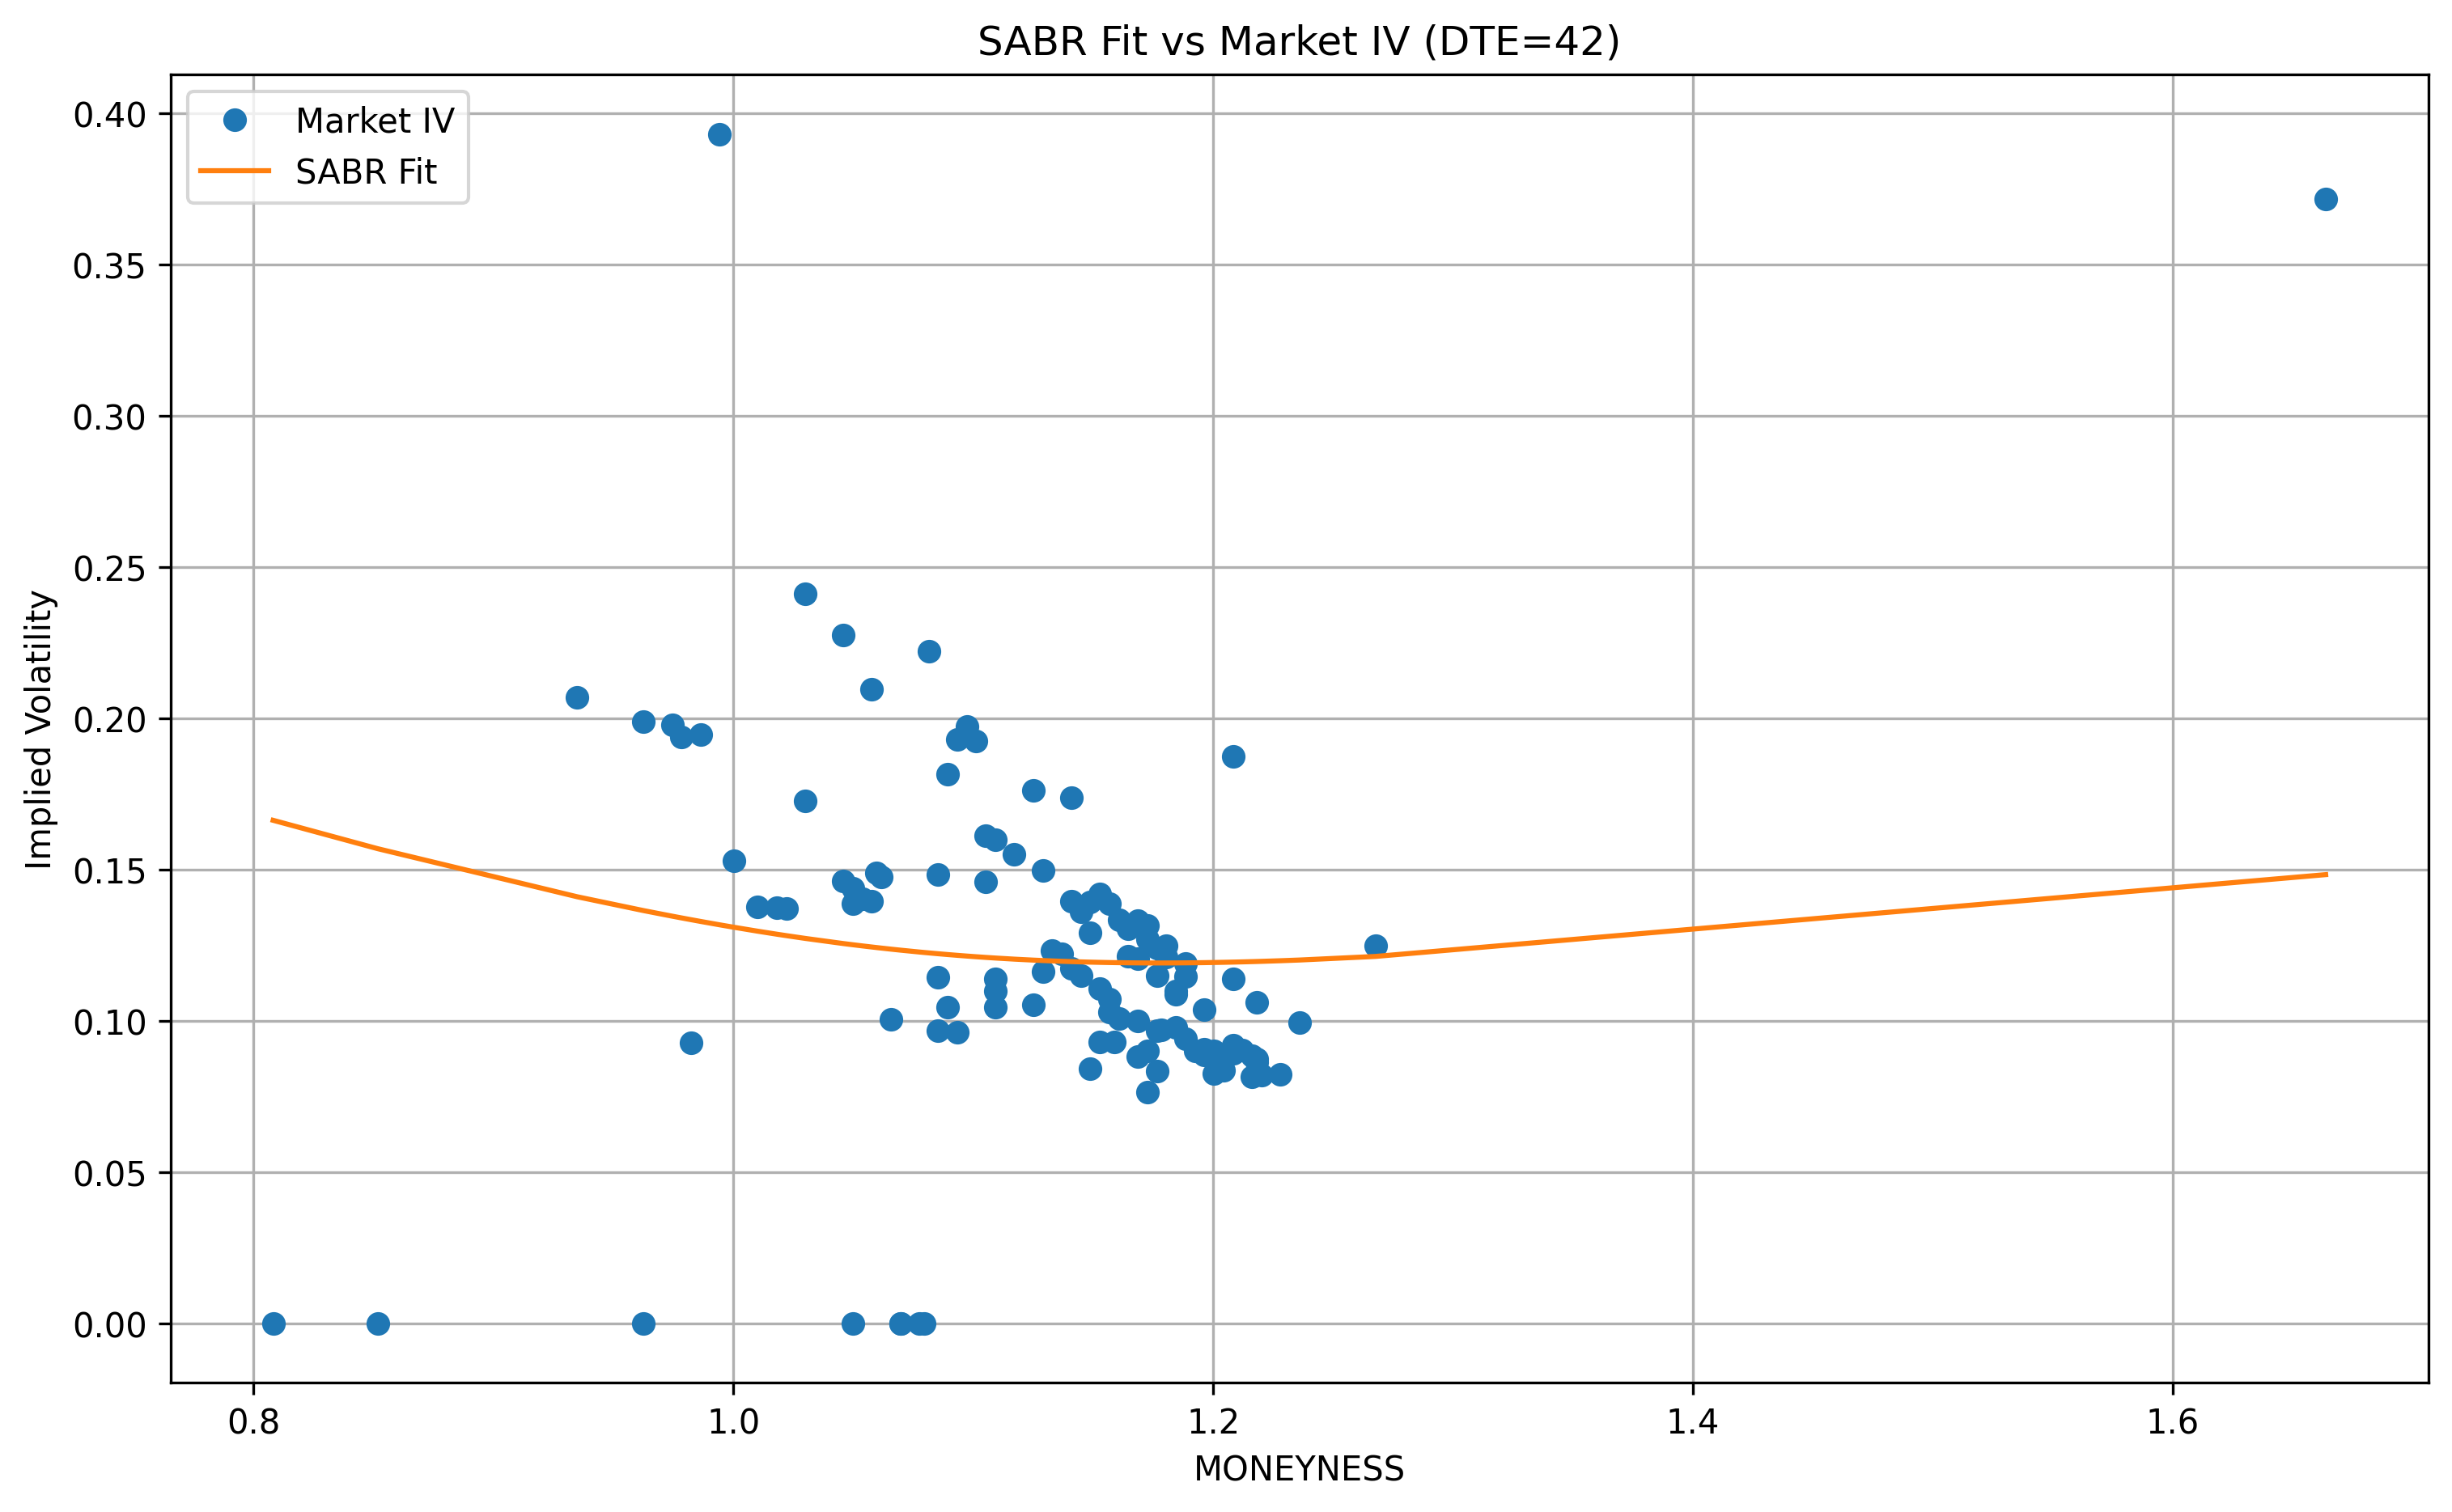 SABR Fit vs Market IV (DTE=42)
Market IV
SABR Fit
Implied Volatility
0.40
0.35
0.30
0.25
0.20
0.15
0.10
0.05
0.00
0.8 1.0 1.2 1.4 1.6
MONEYNESS